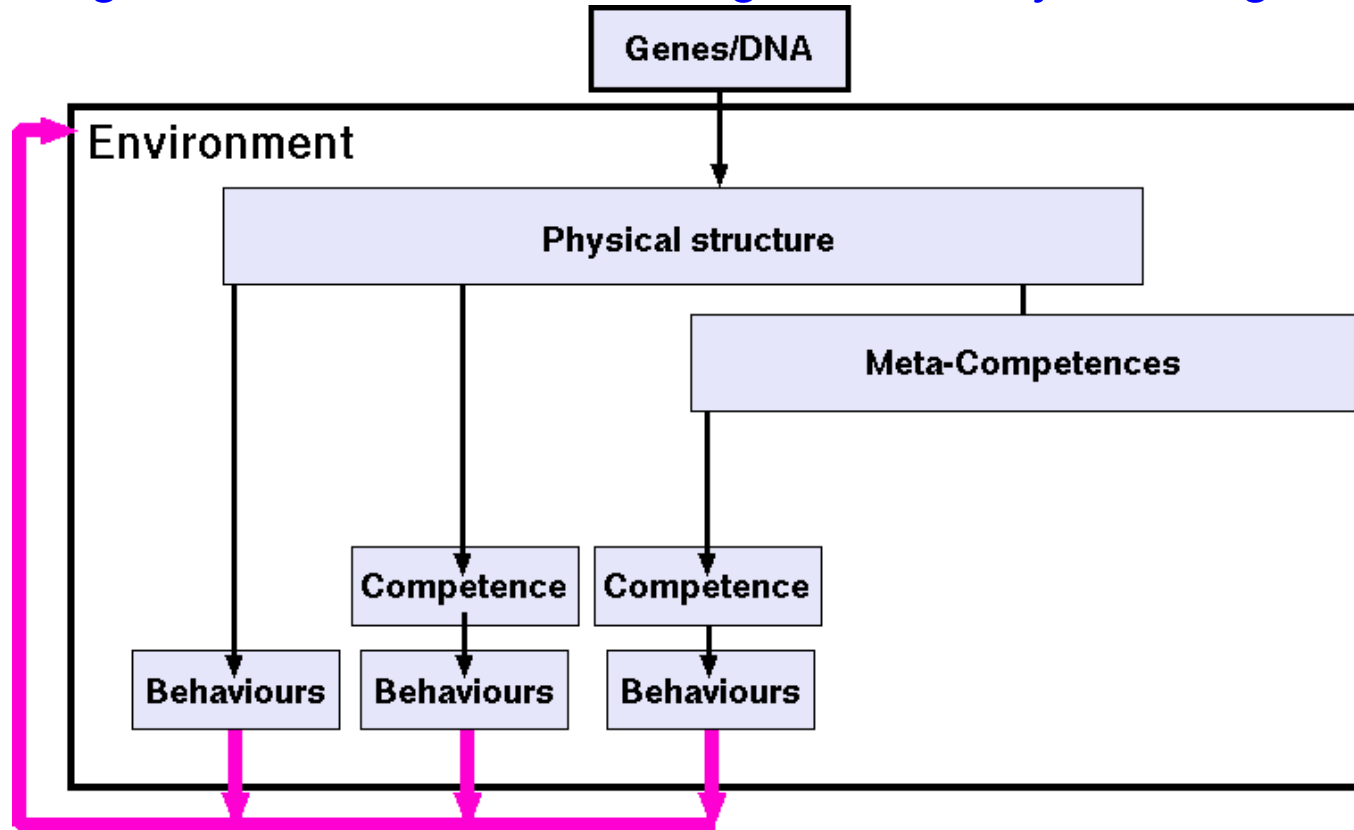 Genes/DNA
Environment
Physical structure
Meta-Competences
Competence Competence
Behaviours Behaviours Behaviours